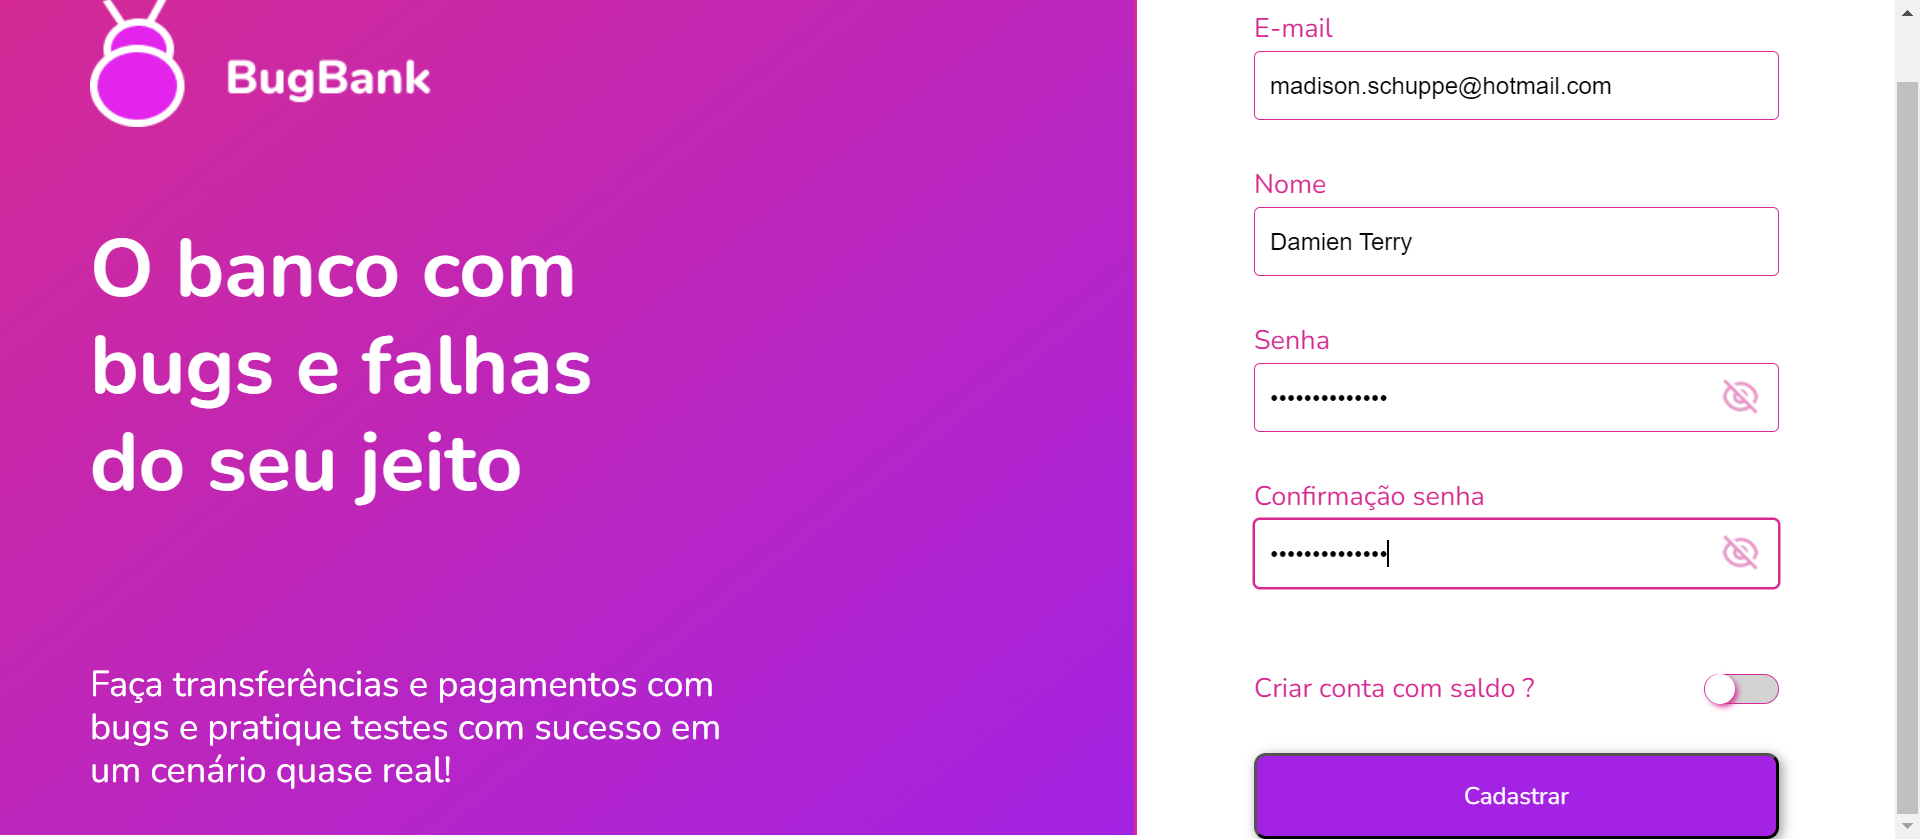 BugBank
O banco com
bugs e falhas
do seu jeito
Faça transferências e pagamentos com
bugs e pratique testes com sucesso em
um cenário quase real!
E-mail
madison.schuppe@hotmail.com
Nome
Damien Terry
Senha
••••••••••••••
Confirmação senha
••••••••••••••
Criar conta com saldo ?
Cadastrar